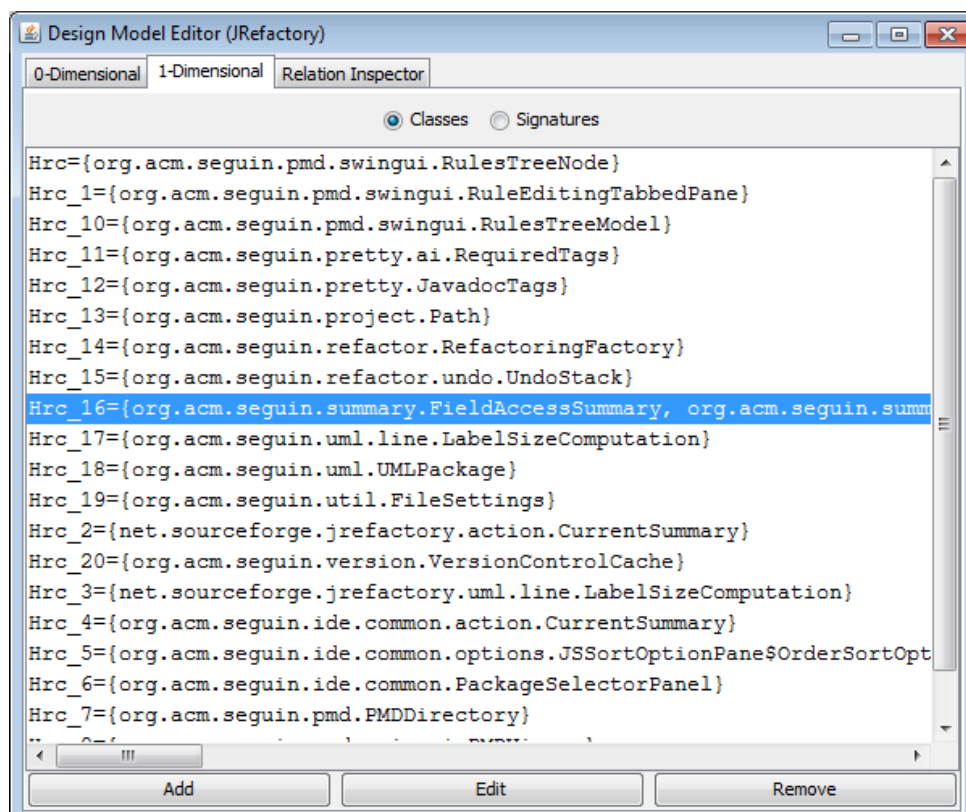 Design Model Editor (JRefactory)
0-Dimensional 1-Dimensional Relation Inspector
Classes Signatures
Hrc={org.acm.seguin.pmd.swingui.RulesTreeNode}
Hrc_1={org.acm.seguin.pmd.swingui.RuleEditingTabbedPane}
Hrc_10={org.acm.seguin.pmd.swingui.RulesTreeModel}
Hrc_11={org.acm.seguin.pretty.ai.RequiredTags}
Hrc_12={org.acm.seguin.pretty.JavadocTags}
Hrc_13={org.acm.seguin.project.Path}
Hrc_14={org.acm.seguin.refactor.RefactoringFactory}
Hrc_15={org.acm.seguin.refactor.undo.UndoStack}
Hrc_16={org.acm.seguin.summary.FieldAccessSummary, org.acm.seguin.summ
Hrc_17={org.acm.seguin.uml.line.LabelSizeComputation}
Hrc_18={org.acm.seguin.uml.UMLPackage}
Hrc_19={org.acm.seguin.util.FileSettings}
Hrc_2={net.sourceforge.jrefactory.action.CurrentSummary}
Hrc_20={org.acm.seguin.version.VersionControlCache}
Hrc_3={net.sourceforge.jrefactory.uml.line.LabelSizeComputation}
Hrc_4={org.acm.seguin.ide.common.action.CurrentSummary}
Hrc_5={org.acm.seguin.ide.common.options.JSSortOptionPane$OrderSortOpt
Hrc_6={org.acm.seguin.ide.common.PackageSelectorPanel}
Hrc_7={org.acm.seguin.pmd.PMDDirectory}
Add Edit Remove